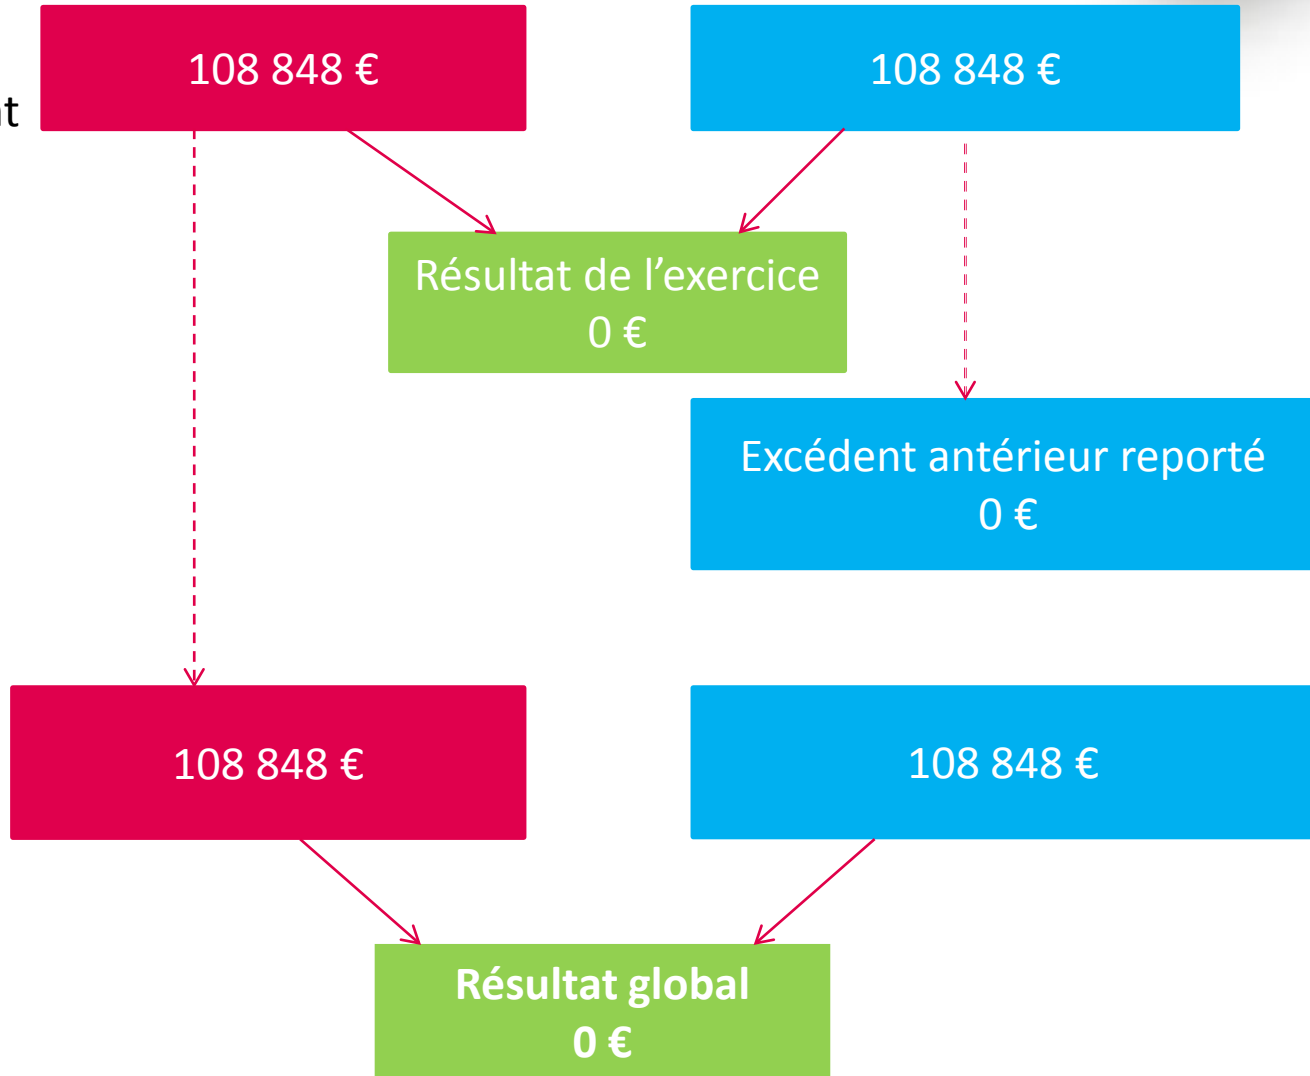 108 848 €
108 848 €
Résultat de l’exercice
0 €
Excédent antérieur reporté
0 €
108 848 €
108 848 €
Résultat global
0 €